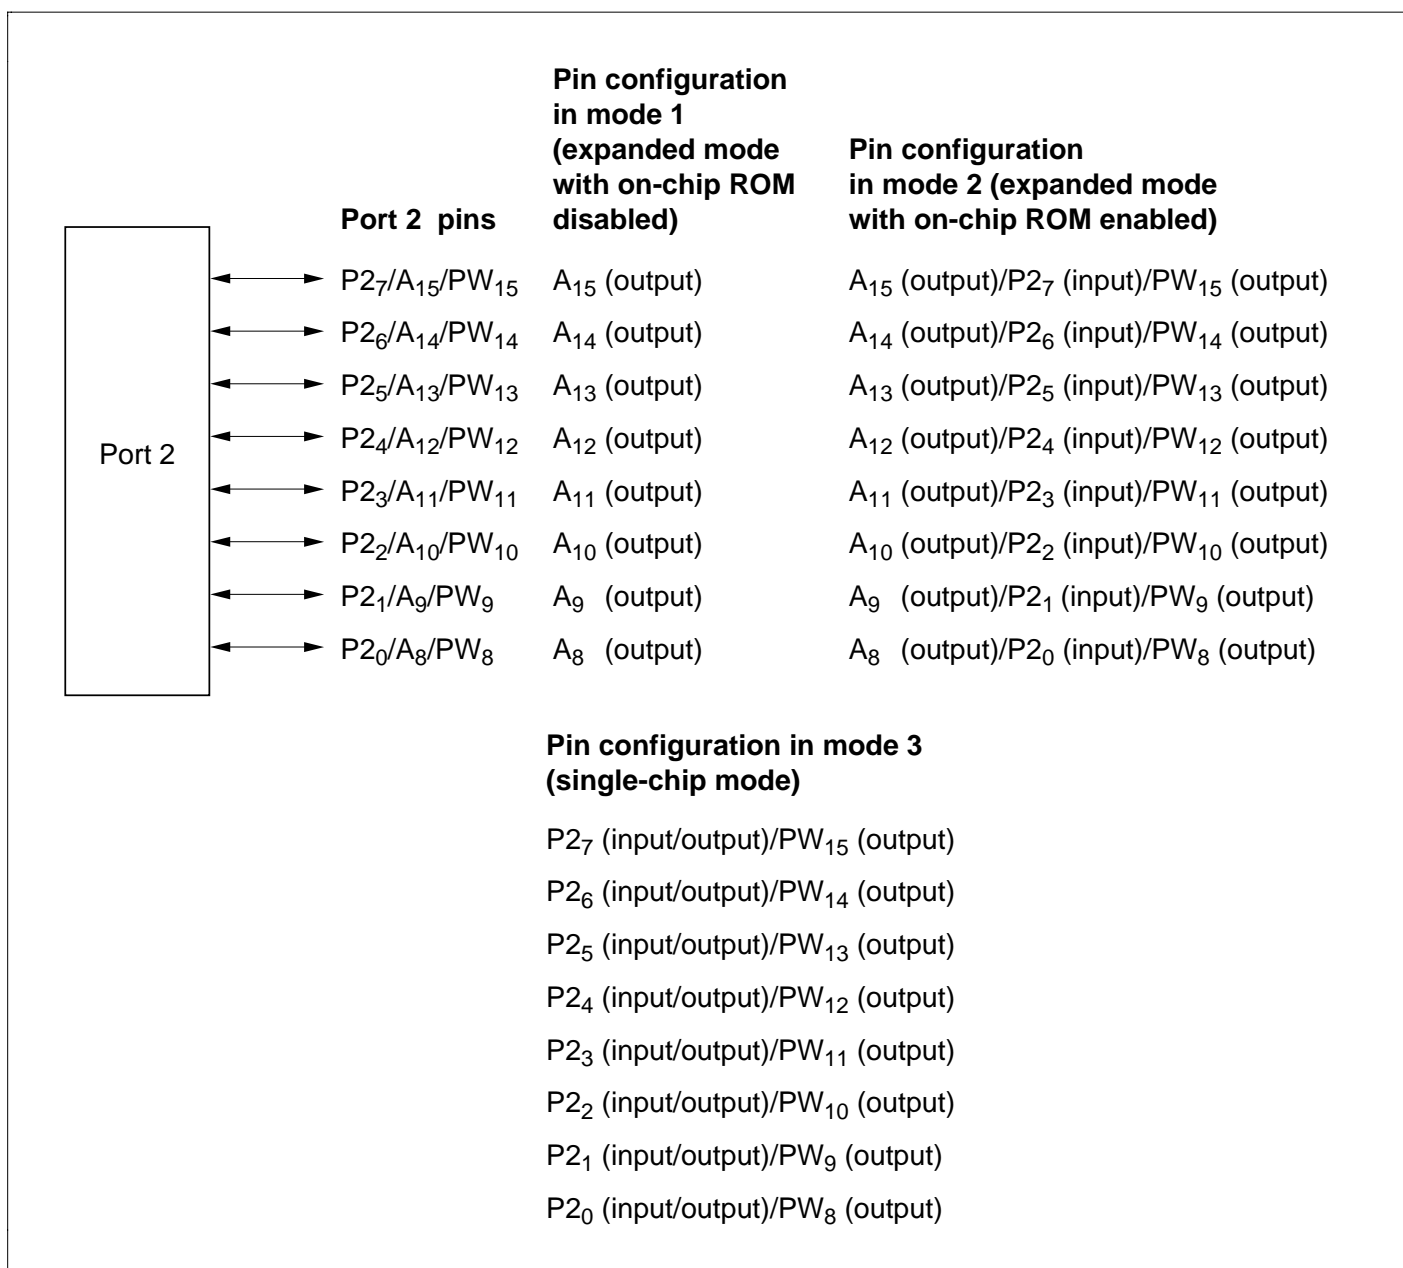 Pin configuration
in mode 1
(expanded mode
with on-chip ROM
disabled)
Pin configuration
in mode 2 (expanded mode
with on-chip ROM enabled)
Port 2 pins
Port 2
P2₇/A₁₅/PW₁₅ A₁₅ (output) A₁₅ (output)/P2₇ (input)/PW₁₅ (output)
P2₆/A₁₄/PW₁₄ A₁₄ (output) A₁₄ (output)/P2₆ (input)/PW₁₄ (output)
P2₅/A₁₃/PW₁₃ A₁₃ (output) A₁₃ (output)/P2₅ (input)/PW₁₃ (output)
P2₄/A₁₂/PW₁₂ A₁₂ (output) A₁₂ (output)/P2₄ (input)/PW₁₂ (output)
P2₃/A₁₁/PW₁₁ A₁₁ (output) A₁₁ (output)/P2₃ (input)/PW₁₁ (output)
P2₂/A₁₀/PW₁₀ A₁₀ (output) A₁₀ (output)/P2₂ (input)/PW₁₀ (output)
P2₁/A₉/PW₉ A₉ (output) A₉ (output)/P2₁ (input)/PW₉ (output)
P2₀/A₈/PW₈ A₈ (output) A₈ (output)/P2₀ (input)/PW₈ (output)
Pin configuration in mode 3
(single-chip mode)
P2₇ (input/output)/PW₁₅ (output)
P2₆ (input/output)/PW₁₄ (output)
P2₅ (input/output)/PW₁₃ (output)
P2₄ (input/output)/PW₁₂ (output)
P2₃ (input/output)/PW₁₁ (output)
P2₂ (input/output)/PW₁₀ (output)
P2₁ (input/output)/PW₉ (output)
P2₀ (input/output)/PW₈ (output)